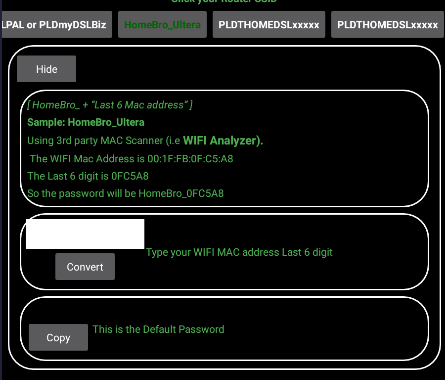 Click your Router SSID
LPAL or PLDmyDSLBiz HomeBro_Ultera PLDTHOMEDSLxxxxx PLDTHOMEDSLxxxxx
Hide
[ HomeBro_ + “Last 6 Mac address” ]
Sample: HomeBro_Ultera
Using 3rd party MAC Scanner (i.e WIFI Analyzer).
The WIFI Mac Address is 00:1F:FB:0F:C5:A8
The Last 6 digit is 0FC5A8
So the password will be HomeBro_0FC5A8
Type your WIFI MAC address Last 6 digit
Convert
This is the Default Password
Copy